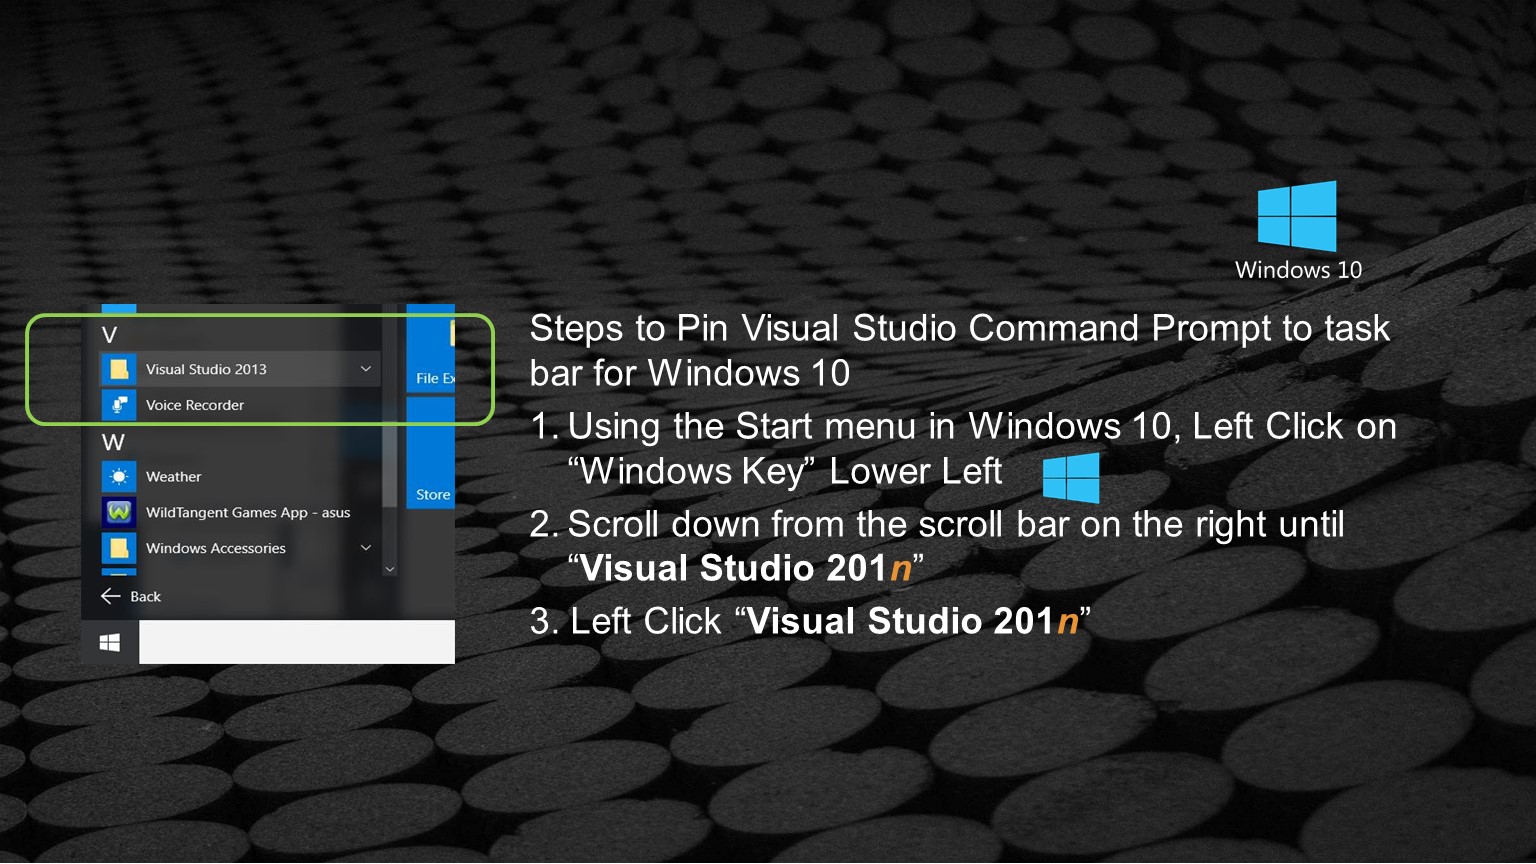 Windows 10
V
Visual Studio 2013
Voice Recorder
W
Weather
WildTangent Games App - asus
Windows Accessories
Back
File Ex
Store
Steps to Pin Visual Studio Command Prompt to task
bar for Windows 10
1. Using the Start menu in Windows 10, Left Click on
“Windows Key” Lower Left
2. Scroll down from the scroll bar on the right until
“Visual Studio 201n”
3. Left Click “Visual Studio 201n”